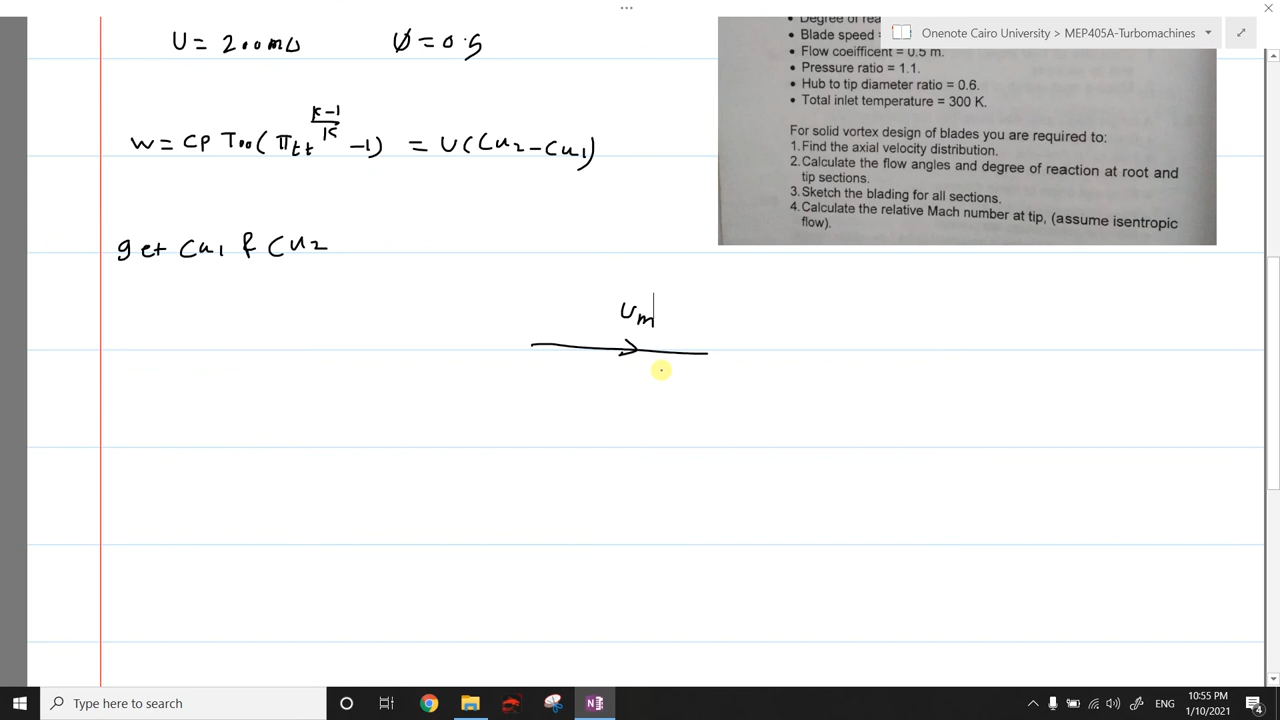 U = 200 m/s Ø = 0.5
Degree of rea
Blade speed =
Onenote Cairo University > MEP405A-Turbomachines
• Flow coeifficent = 0.5 m.
• Pressure ratio = 1.1.
• Hub to tip diameter ratio = 0.6.
• Total inlet temperature = 300 K.
W = CP T₀₀ ( π_tt^(K-1/K) - 1) = U (Cu2 - Cu1)
For solid vortex design of blades you are required to:
1. Find the axial velocity distribution.
2. Calculate the flow angles and degree of reaction at root and
tip sections.
3. Sketch the blading for all sections.
4. Calculate the relative Mach number at tip, (assume isentropic
flow).
get Cu1 & Cu2
Um
Type here to search
ENG
10:55 PM
1/10/2021
4